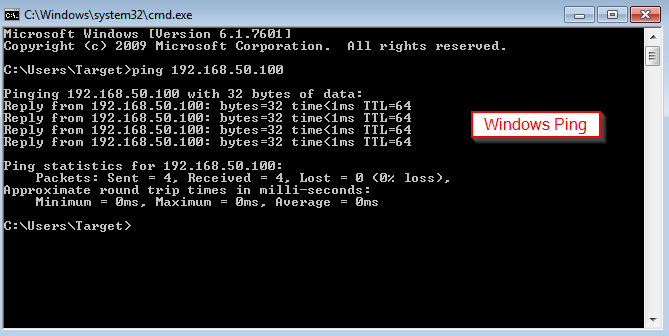 C:\Windows\system32\cmd.exe
Microsoft Windows [Version 6.1.7601]
Copyright (c) 2009 Microsoft Corporation.  All rights reserved.
C:\Users\Target>ping 192.168.50.100
Pinging 192.168.50.100 with 32 bytes of data:
Reply from 192.168.50.100: bytes=32 time<1ms TTL=64
Reply from 192.168.50.100: bytes=32 time<1ms TTL=64
Reply from 192.168.50.100: bytes=32 time<1ms TTL=64
Reply from 192.168.50.100: bytes=32 time<1ms TTL=64
Windows Ping
Ping statistics for 192.168.50.100:
    Packets: Sent = 4, Received = 4, Lost = 0 (0% loss),
Approximate round trip times in milli-seconds:
    Minimum = 0ms, Maximum = 0ms, Average = 0ms
C:\Users\Target>